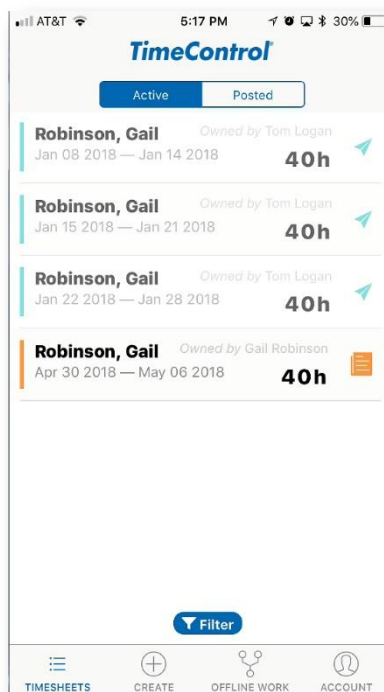 AT&T 5:17 PM 30%
TimeControl
Active Posted
Robinson, Gail Owned by Tom Logan
Jan 08 2018 — Jan 14 2018 40h
Robinson, Gail Owned by Tom Logan
Jan 15 2018 — Jan 21 2018 40h
Robinson, Gail Owned by Tom Logan
Jan 22 2018 — Jan 28 2018 40h
Robinson, Gail Owned by Gail Robinson
Apr 30 2018 — May 06 2018 40h
Filter
TIMESHEETS CREATE OFFLINE WORK ACCOUNT